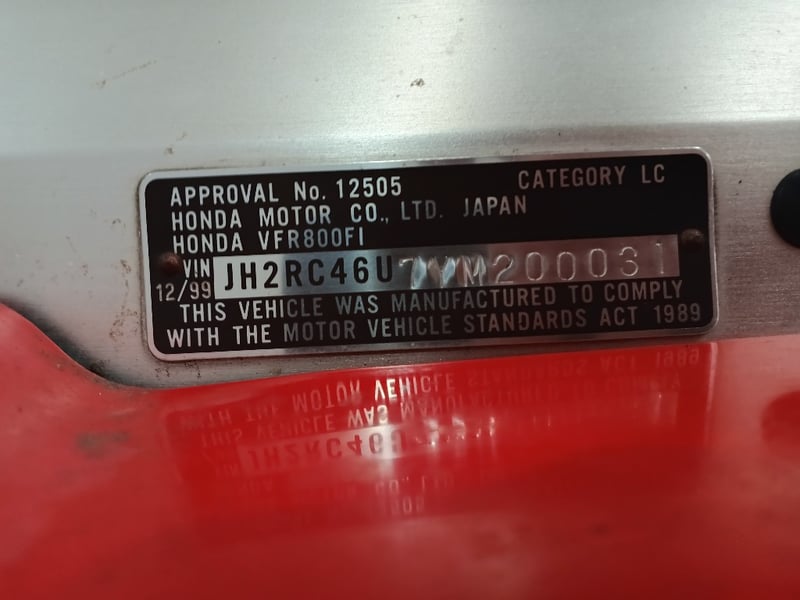 APPROVAL No. 12505 CATEGORY LC
HONDA MOTOR CO., LTD. JAPAN
HONDA VFR800FI
VIN JH2RC46U7YM200031
12/99
THIS VEHICLE WAS MANUFACTURED TO COMPLY
WITH THE MOTOR VEHICLE STANDARDS ACT 1989